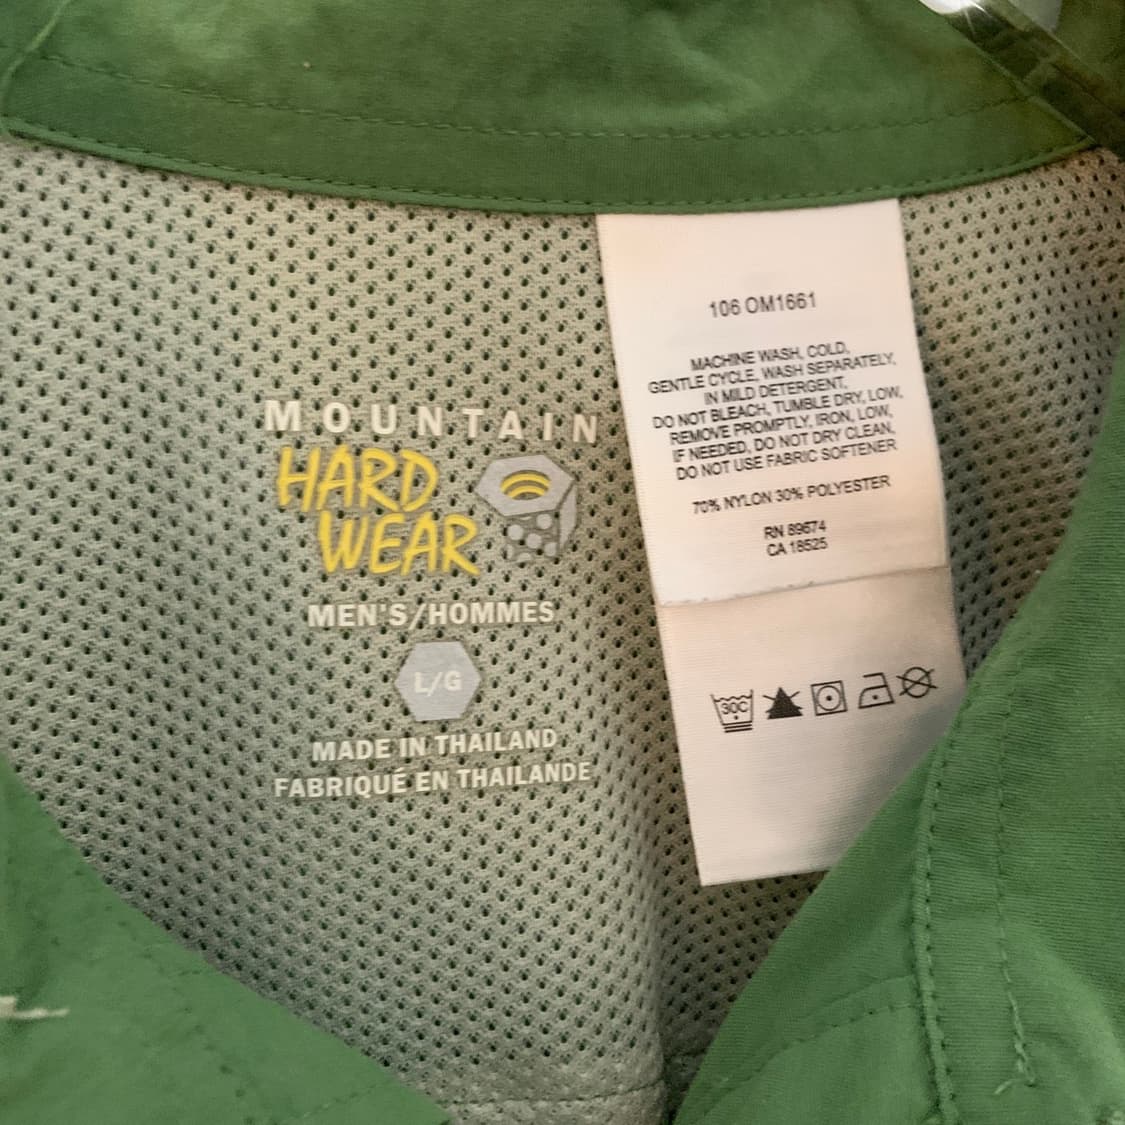 MOUNTAIN
HARD
WEAR
MEN'S/HOMMES
L/G
MADE IN THAILAND
FABRIQUÉ EN THAILANDE
106 OM1661
MACHINE WASH, COLD,
GENTLE CYCLE, WASH SEPARATELY,
IN MILD DETERGENT,
DO NOT BLEACH, TUMBLE DRY, LOW,
REMOVE PROMPTLY, IRON, LOW,
IF NEEDED, DO NOT DRY CLEAN,
DO NOT USE FABRIC SOFTENER
70% NYLON 30% POLYESTER
RN 89674
CA 18525
30C